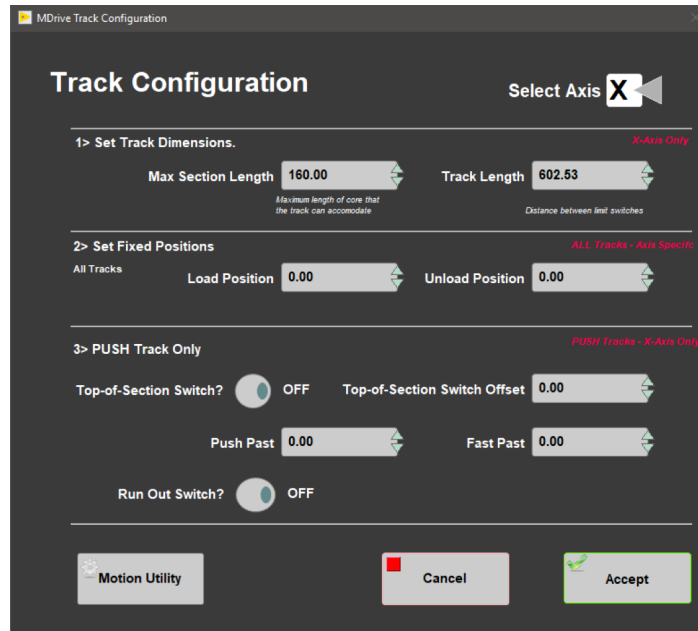 MDrive Track Configuration
Track Configuration
Select Axis X
1> Set Track Dimensions.
X-Axis Only
Max Section Length 160.00
Track Length 602.53
Maximum length of core that
the track can accomodate
Distance between limit switches
2> Set Fixed Positions
ALL Tracks - Axis Specifc
All Tracks
Load Position 0.00
Unload Position 0.00
3> PUSH Track Only
PUSH Tracks - X-Axis Only
Top-of-Section Switch? OFF
Top-of-Section Switch Offset 0.00
Push Past 0.00
Fast Past 0.00
Run Out Switch? OFF
Motion Utility
Cancel
Accept